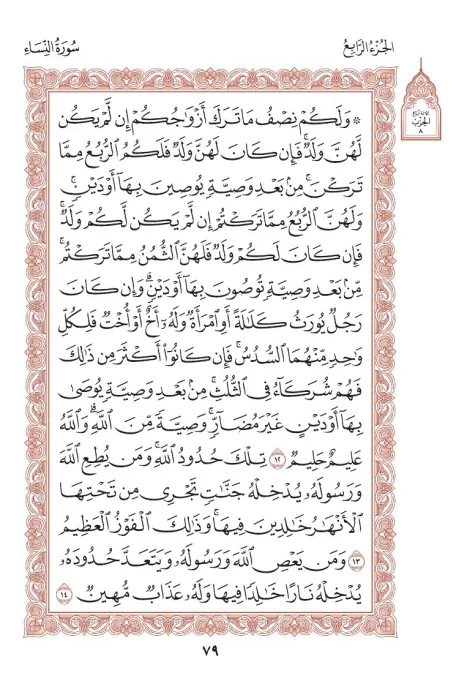 الجزء الرابع
سورة النساء
ثلاثة أرباع
الحزب
٨
۞ وَلَكُمْ نِصْفُ مَا تَرَكَ أَزْوَٰجُكُمْ إِن لَّمْ يَكُن
لَّهُنَّ وَلَدٌ ۚ فَإِن كَانَ لَهُنَّ وَلَدٌ فَلَكُمُ ٱلرُّبُعُ مِمَّا
تَرَكْنَ ۚ مِنۢ بَعْدِ وَصِيَّةٍ يُوصِينَ بِهَآ أَوْ دَيْنٍ ۚ
وَلَهُنَّ ٱلرُّبُعُ مِمَّا تَرَكْتُمْ إِن لَّمْ يَكُن لَّكُمْ وَلَدٌ ۚ
فَإِن كَانَ لَكُمْ وَلَدٌ فَلَهُنَّ ٱلثُّمُنُ مِمَّا تَرَكْتُم ۚ
مِّنۢ بَعْدِ وَصِيَّةٍ تُوصُونَ بِهَآ أَوْ دَيْنٍ ۗ وَإِن كَانَ
رَجُلٌ يُورَثُ كَلَٰلَةً أَوِ ٱمْرَأَةٌ وَلَهُۥٓ أَخٌ أَوْ أُخْتٌ فَلِكُلِّ
وَٰحِدٍ مِّنْهُمَا ٱلسُّدُسُ ۚ فَإِن كَانُوٓا۟ أَكْثَرَ مِن ذَٰلِكَ
فَهُمْ شُرَكَآءُ فِى ٱلثُّلُثِ ۚ مِنۢ بَعْدِ وَصِيَّةٍ يُوصَىٰ
بِهَآ أَوْ دَيْنٍ غَيْرَ مُضَآرٍّ ۚ وَصِيَّةً مِّنَ ٱللَّهِ ۗ وَٱللَّهُ
عَلِيمٌ حَلِيمٌ ١٢ تِلْكَ حُدُودُ ٱللَّهِ ۚ وَمَن يُطِعِ ٱللَّهَ
وَرَسُولَهُۥ يُدْخِلْهُ جَنَّٰتٍ تَجْرِى مِن تَحْتِهَا
ٱلْأَنْهَٰرُ خَٰلِدِينَ فِيهَا ۚ وَذَٰلِكَ ٱلْفَوْزُ ٱلْعَظِيمُ
١٣ وَمَن يَعْصِ ٱللَّهَ وَرَسُولَهُۥ وَيَتَعَدَّ حُدُودَهُۥ
يُدْخِلْهُ نَارًا خَٰلِدًا فِيهَا وَلَهُۥ عَذَابٌ مُّهِينٌ ١٤
٧٩